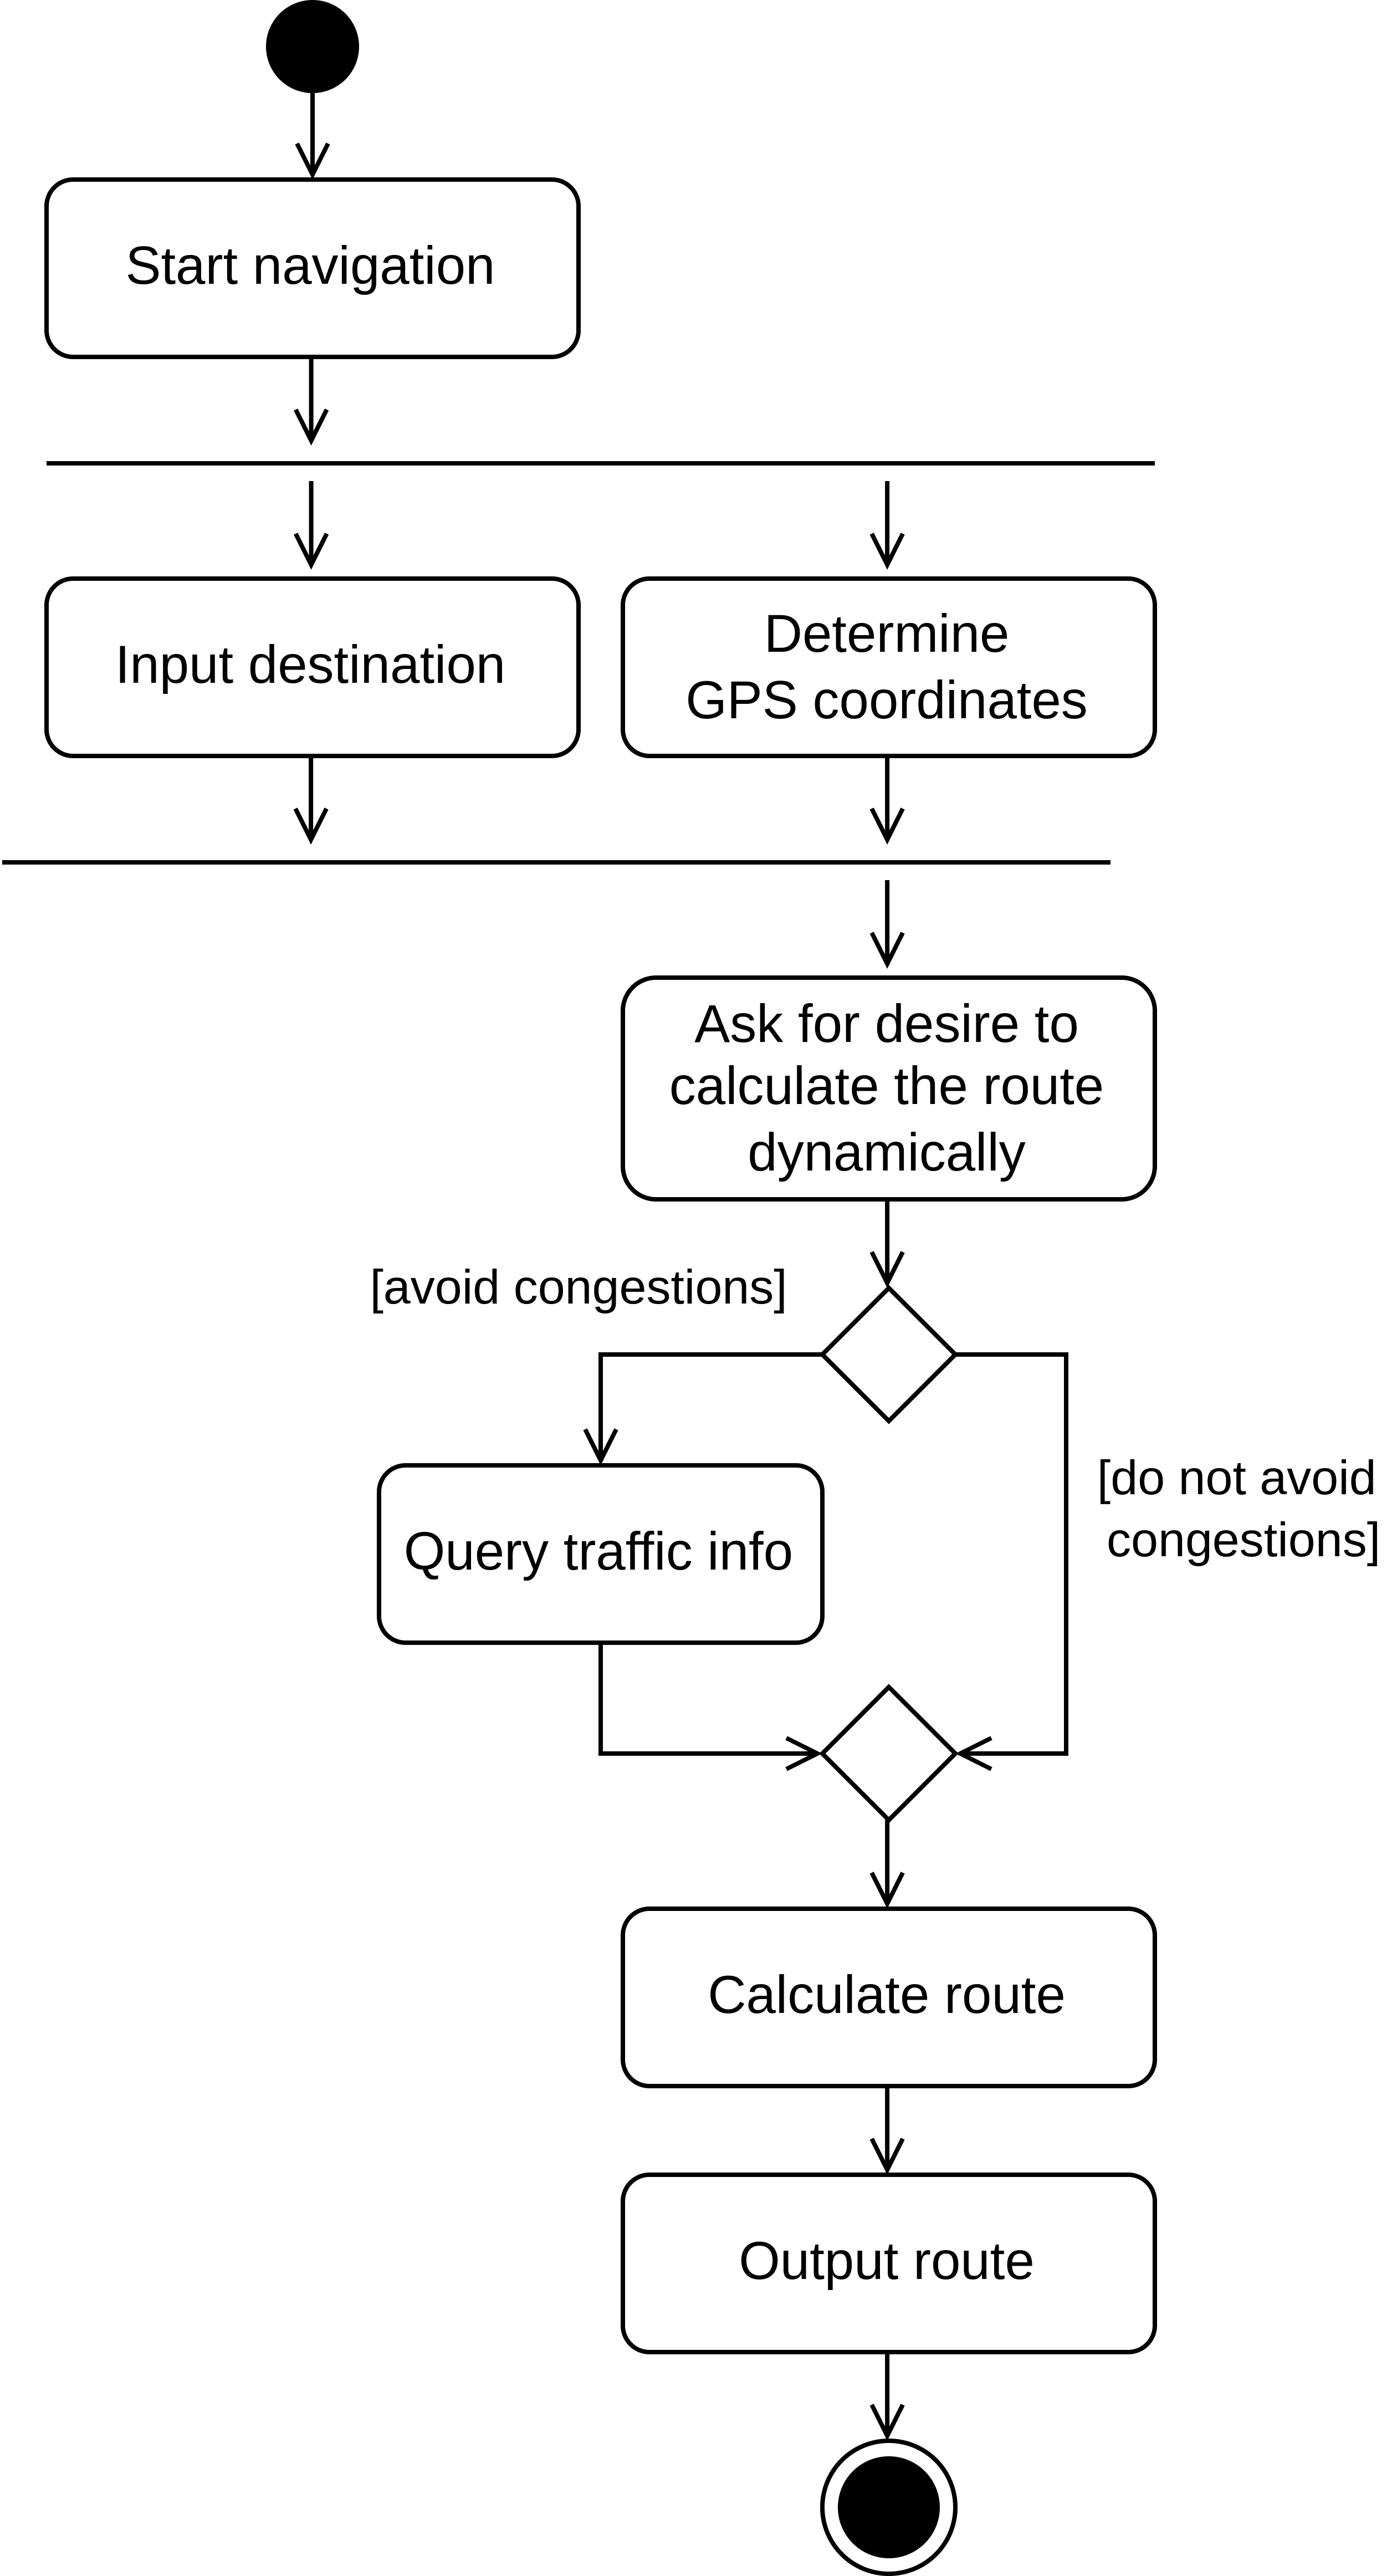 Start navigation
Input destination
Determine
GPS coordinates
Ask for desire to
calculate the route
dynamically
[avoid congestions]
[do not avoid
congestions]
Query traffic info
Calculate route
Output route